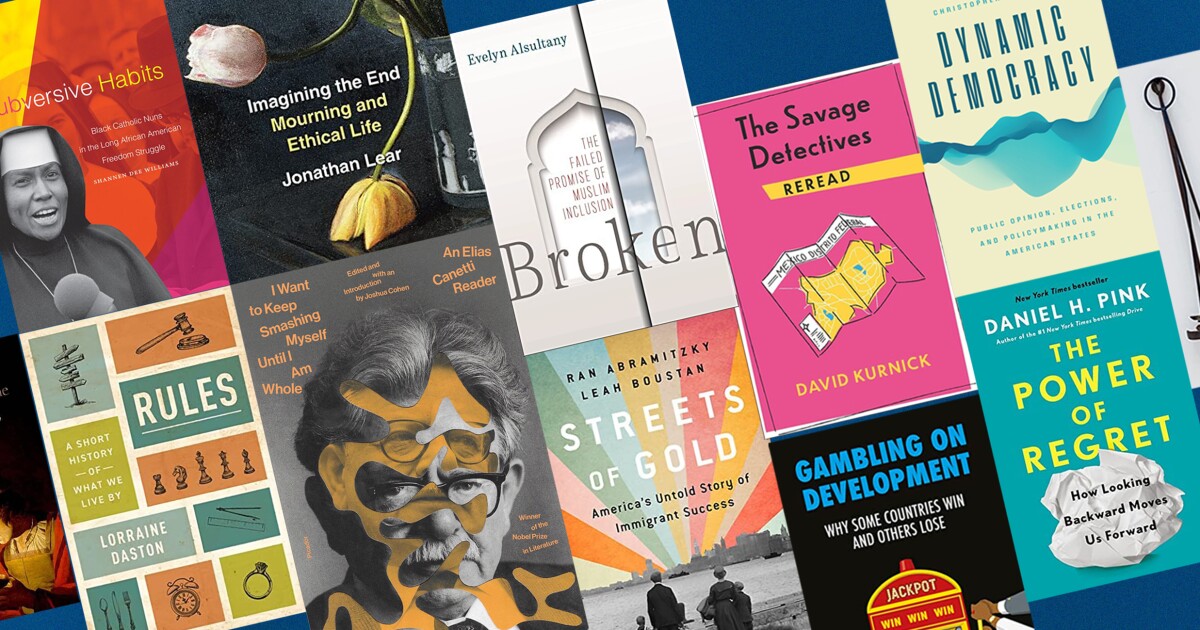 ubversive Habits
Black Catholic Nuns
in the Long African American
Freedom Struggle
SHANNEN DEE WILLIAMS
Imagining the End
Mourning and
Ethical Life
Jonathan Lear
Evelyn Alsultany
THE
FAILED
PROMISE OF
MUSLIM
INCLUSION
Broken
The Savage
Detectives
REREAD
MEXICO DISTRITO FEDERAL
DAVID KURNICK
DYNAMIC
DEMOCRACY
PUBLIC OPINION, ELECTIONS,
AND POLICYMAKING IN THE
AMERICAN STATES
RULES
A SHORT
HISTORY
—OF—
WHAT WE
LIVE BY
LORRAINE
DASTON
I Want
to Keep
Smashing
Myself
Until I
Am
Whole
Edited and
with an
Introduction
by Joshua Cohen
An Elias
Canetti
Reader
Winner
of the
Nobel Prize
in Literature
RAN ABRAMITZKY
LEAH BOUSTAN
STREETS
OF GOLD
America's Untold Story of
Immigrant Success
GAMBLING ON
DEVELOPMENT
WHY SOME COUNTRIES WIN
AND OTHERS LOSE
JACKPOT
WIN WIN WIN
New York Times bestseller
DANIEL H. PINK
Author of the #1 New York Times bestselling Drive
THE
POWER
OF
REGRET
How Looking
Backward Moves
Us Forward